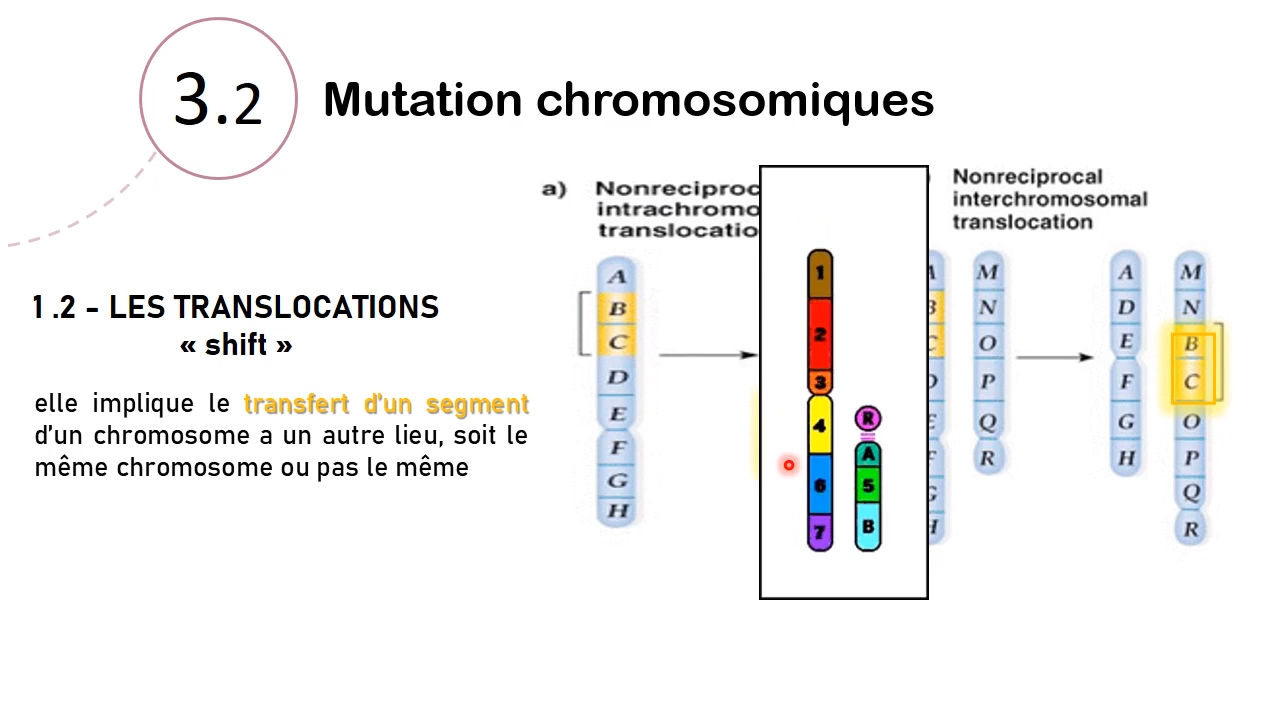 3.2
Mutation chromosomiques
1.2 - LES TRANSLOCATIONS
« shift »
elle implique le transfert d'un segment
d'un chromosome a un autre lieu, soit le
même chromosome ou pas le même
a) Nonreciproc
intrachromo
translocatio
A
B
C
D
E
F
G
H
1
2
3
4
6
7
R
A
5
B
)
Nonreciprocal
interchromosomal
translocation
A
B
C
D
E
F
G
H
M
N
O
P
Q
R
A
D
E
F
G
H
M
N
B
C
O
P
Q
R